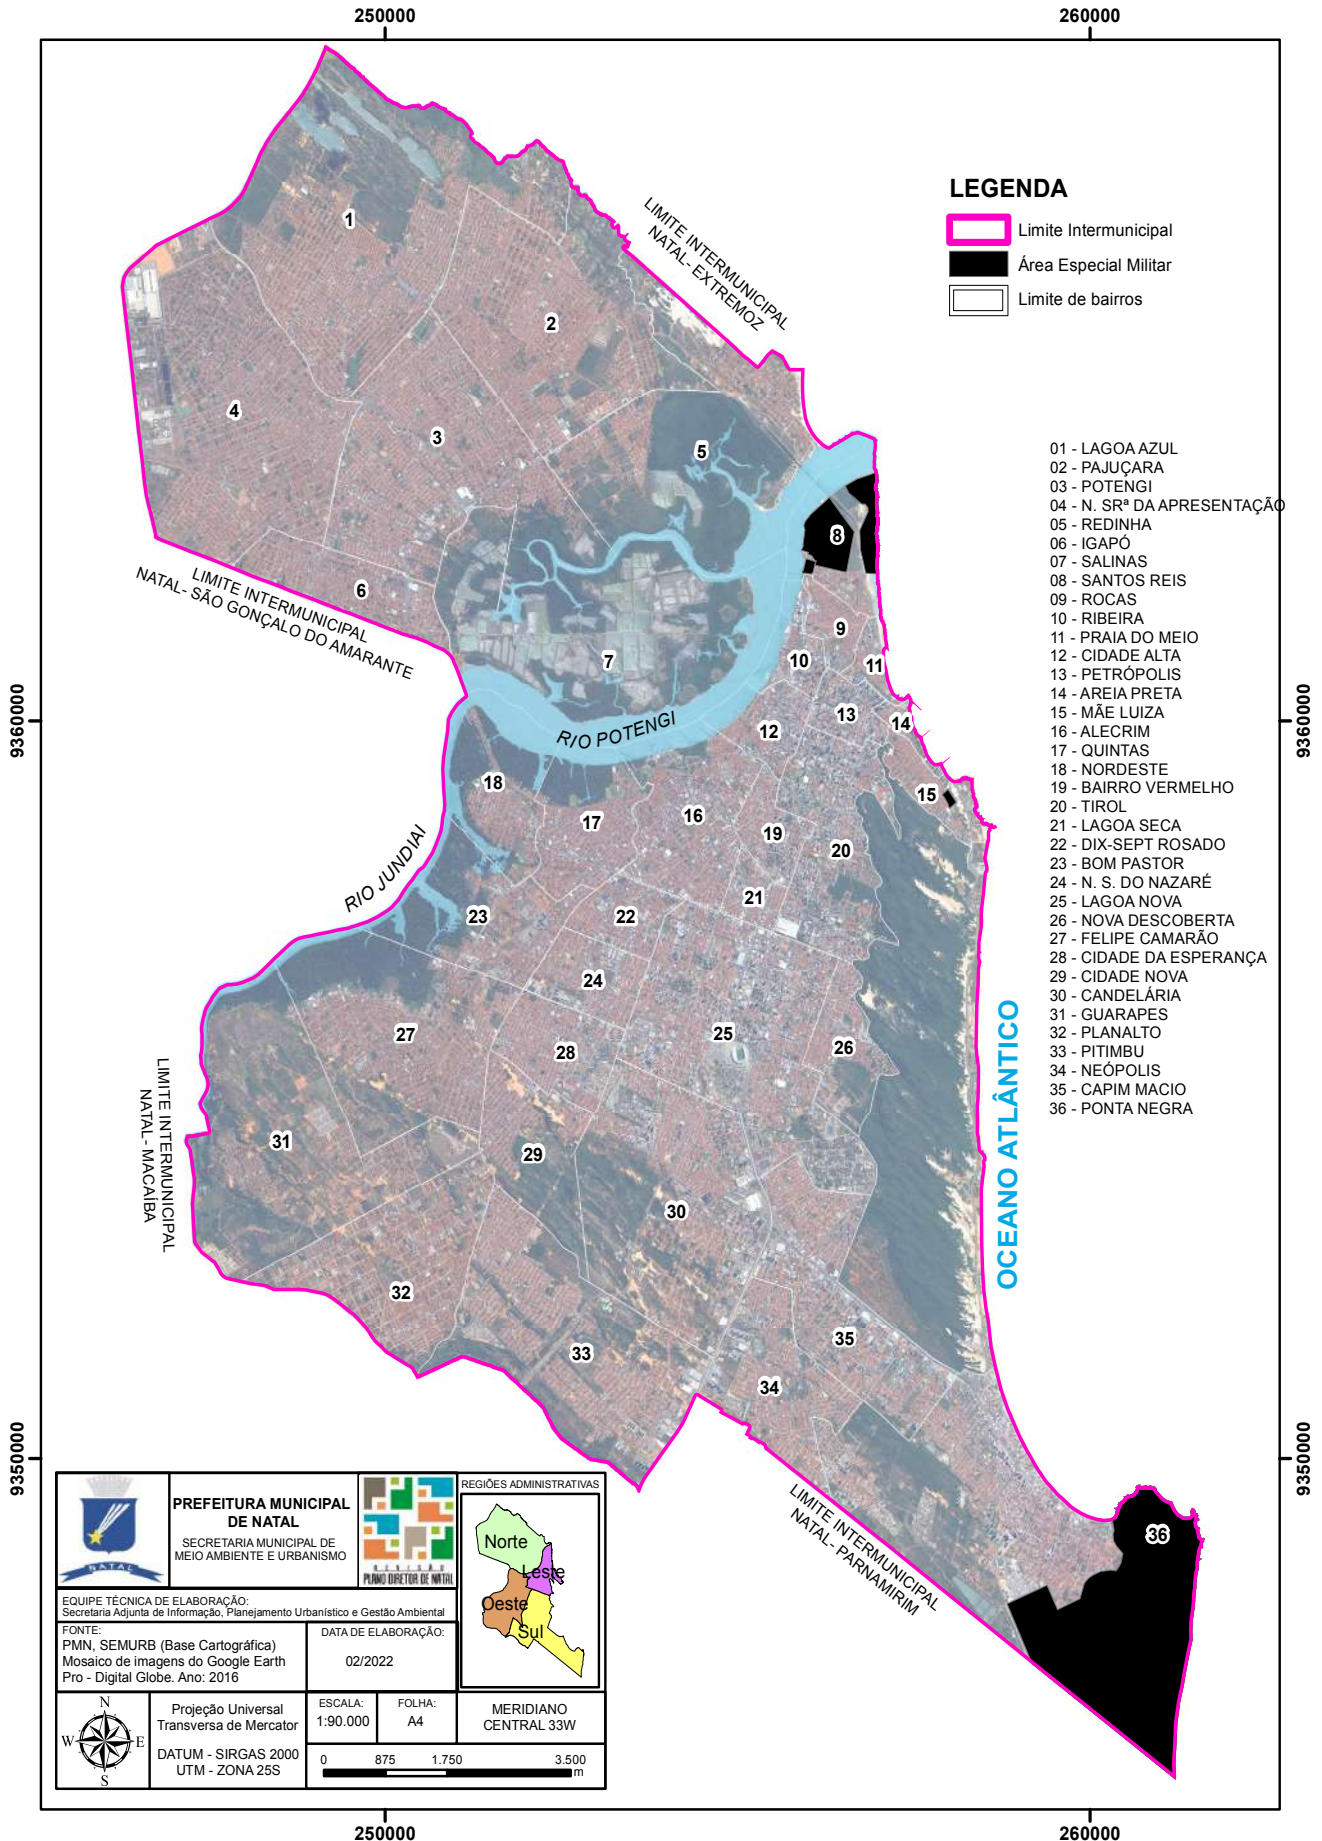 250000
260000
LEGENDA
Limite Intermunicipal
Área Especial Militar
Limite de bairros
LIMITE INTERMUNICIPAL
NATAL- EXTREMOZ
1
2
3
4
5
6
7
8
9
10
11
12
13
14
15
16
17
18
19
20
21
22
23
24
25
26
27
28
29
30
31
32
33
34
35
36
01 - LAGOA AZUL
02 - PAJUÇARA
03 - POTENGI
04 - N. SRª DA APRESENTAÇÃO
05 - REDINHA
06 - IGAPÓ
07 - SALINAS
08 - SANTOS REIS
09 - ROCAS
10 - RIBEIRA
11 - PRAIA DO MEIO
12 - CIDADE ALTA
13 - PETRÓPOLIS
14 - AREIA PRETA
15 - MÃE LUIZA
16 - ALECRIM
17 - QUINTAS
18 - NORDESTE
19 - BAIRRO VERMELHO
20 - TIROL
21 - LAGOA SECA
22 - DIX-SEPT ROSADO
23 - BOM PASTOR
24 - N. S. DO NAZARÉ
25 - LAGOA NOVA
26 - NOVA DESCOBERTA
27 - FELIPE CAMARÃO
28 - CIDADE DA ESPERANÇA
29 - CIDADE NOVA
30 - CANDELÁRIA
31 - GUARAPES
32 - PLANALTO
33 - PITIMBU
34 - NEÓPOLIS
35 - CAPIM MACIO
36 - PONTA NEGRA
LIMITE INTERMUNICIPAL
NATAL- SÃO GONÇALO DO AMARANTE
9360000
9360000
RIO POTENGI
RIO JUNDIAI
OCEANO ATLÂNTICO
LIMITE INTERMUNICIPAL
NATAL- MACAÍBA
9350000
9350000
LIMITE INTERMUNICIPAL
NATAL- PARNAMIRIM
NATAL
PREFEITURA MUNICIPAL
DE NATAL
SECRETARIA MUNICIPAL DE
MEIO AMBIENTE E URBANISMO
REVISÃO
PLANO DIRETOR DE NATAL
REGIÕES ADMINISTRATIVAS
Norte
Leste
Oeste
Sul
EQUIPE TÉCNICA DE ELABORAÇÃO:
Secretaria Adjunta de Informação, Planejamento Urbanístico e Gestão Ambiental
FONTE:
PMN, SEMURB (Base Cartográfica)
Mosaico de imagens do Google Earth
Pro - Digital Globe. Ano: 2016
DATA DE ELABORAÇÃO:
02/2022
N
W
E
S
Projeção Universal
Transversa de Mercator
DATUM - SIRGAS 2000
UTM - ZONA 25S
ESCALA:
1:90.000
FOLHA:
A4
MERIDIANO
CENTRAL 33W
0 875 1.750 3.500
m
250000
260000